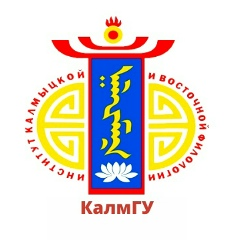 ИНСТИТУТ КАЛМЫЦКОЙ
И ВОСТОЧНОЙ ФИЛОЛОГИИ
КалмГУ